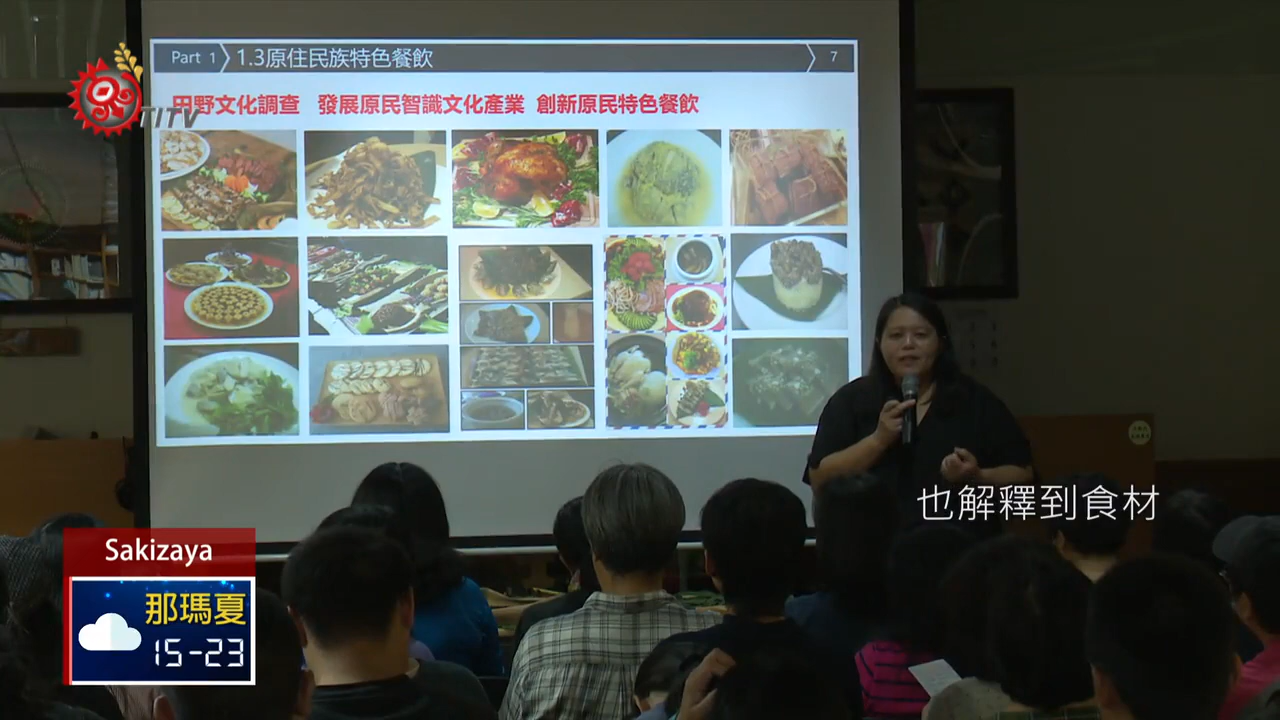 Part 1
1.3原住民族特色餐飲
7
田野文化調查 發展原民智識文化產業 創新原民特色餐飲
TITV
也解釋到食材
Sakizaya
那瑪夏
15-23